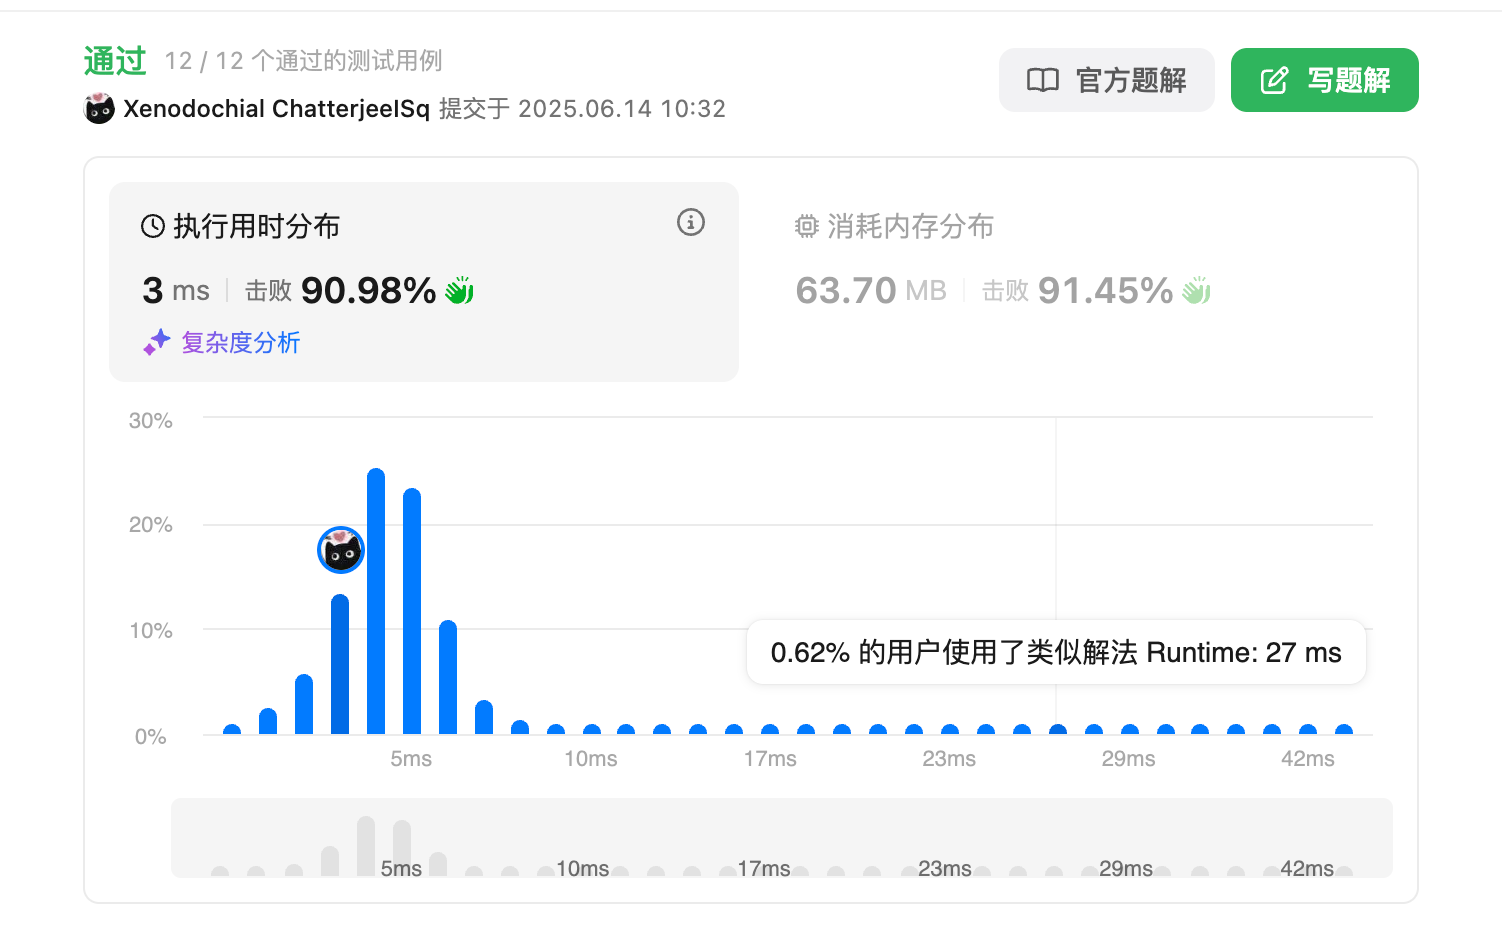 通过 12 / 12 个通过的测试用例
Xenodochial ChatterjeeISq 提交于 2025.06.14 10:32
官方题解
写题解
执行用时分布
3 ms 击败 90.98%
复杂度分析
消耗内存分布
63.70 MB 击败 91.45%
30%
20%
10%
0%
0.62% 的用户使用了类似解法 Runtime: 27 ms
5ms 10ms 17ms 23ms 29ms 42ms
5ms 10ms 17ms 23ms 29ms 42ms